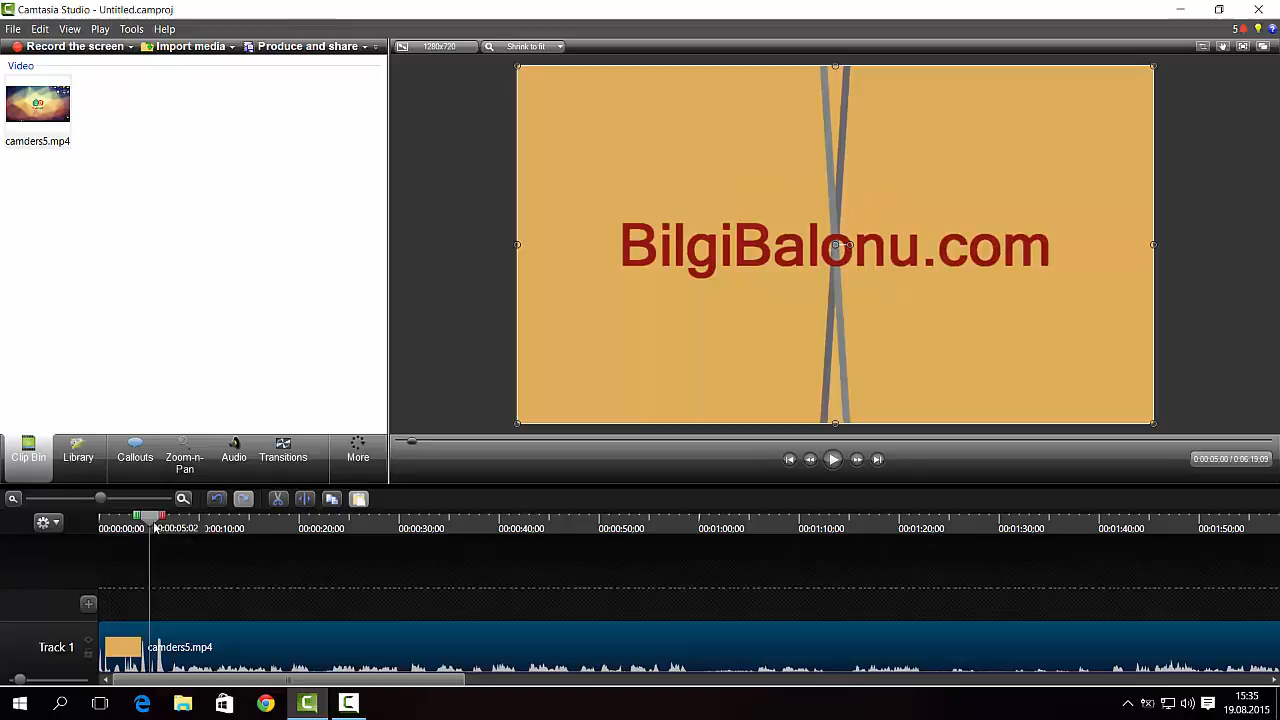 Camtasia Studio - Untitled.camproj
File Edit View Play Tools Help
5
Record the screen Import media Produce and share
1280x720 Shrink to fit
Video
camders5.mp4
BilgiBalonu.com
Clip Bin Library Callouts Zoom-n-Pan Audio Transitions More
0:00:05;00 / 0:06:19;09
00:00:00;00 00:00:05;02 00:00:10;00 00:00:20;00 00:00:30;00 00:00:40;00 00:00:50;00 00:01:00;00 00:01:10;00 00:01:20;00 00:01:30;00 00:01:40;00 00:01:50;00
Track 1 camders5.mp4
15:35
19.08.2015